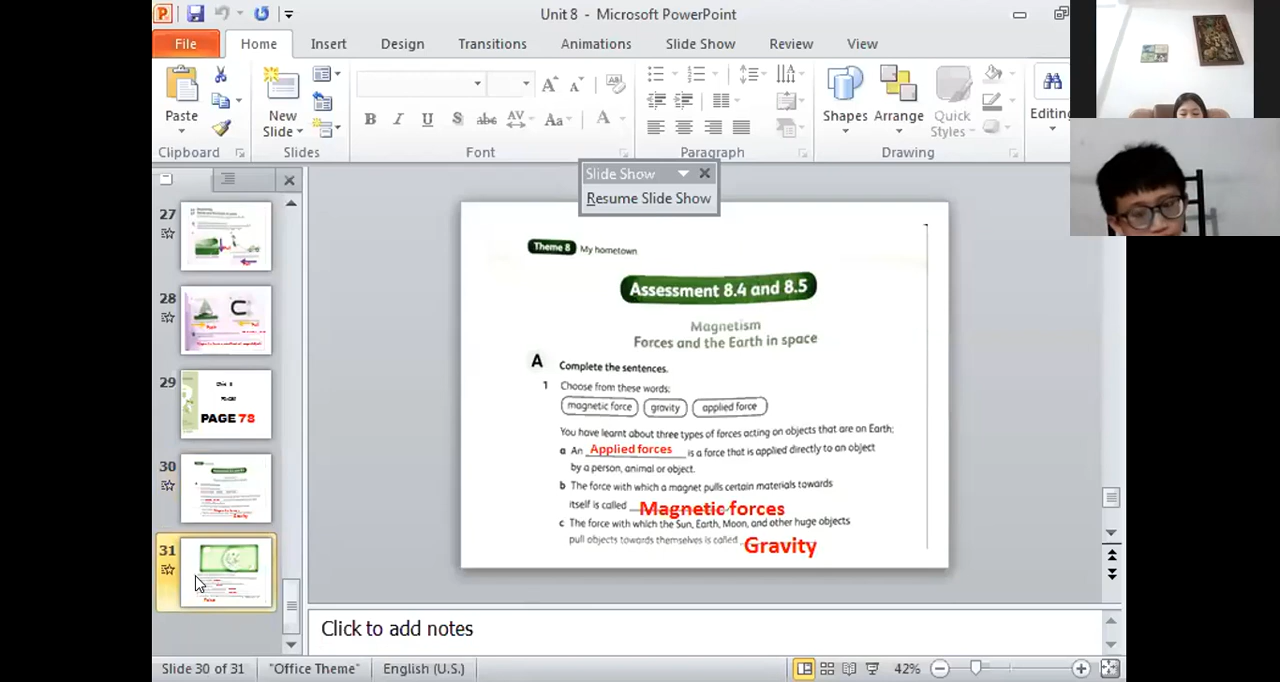 Unit 8 - Microsoft PowerPoint
File Home Insert Design Transitions Animations Slide Show Review View
Paste
New Slide
Shapes Arrange Quick Styles
Editing
B I U S abc AV Aa A
Clipboard Slides Font Paragraph Drawing
Slide Show
Resume Slide Show
27
28
29
PAGE 78
30
31
Theme 8 My hometown
Assessment 8.4 and 8.5
Magnetism
Forces and the Earth in space
A Complete the sentences.
1 Choose from these words:
magnetic force gravity applied force
You have learnt about three types of forces acting on objects that are on Earth:
a An Applied forces is a force that is applied directly to an object
by a person, animal or object.
b The force with which a magnet pulls certain materials towards
itself is called Magnetic forces
c The force with which the Sun, Earth, Moon, and other huge objects
pull objects towards themselves is called Gravity
Click to add notes
Slide 30 of 31 "Office Theme" English (U.S.) 42%